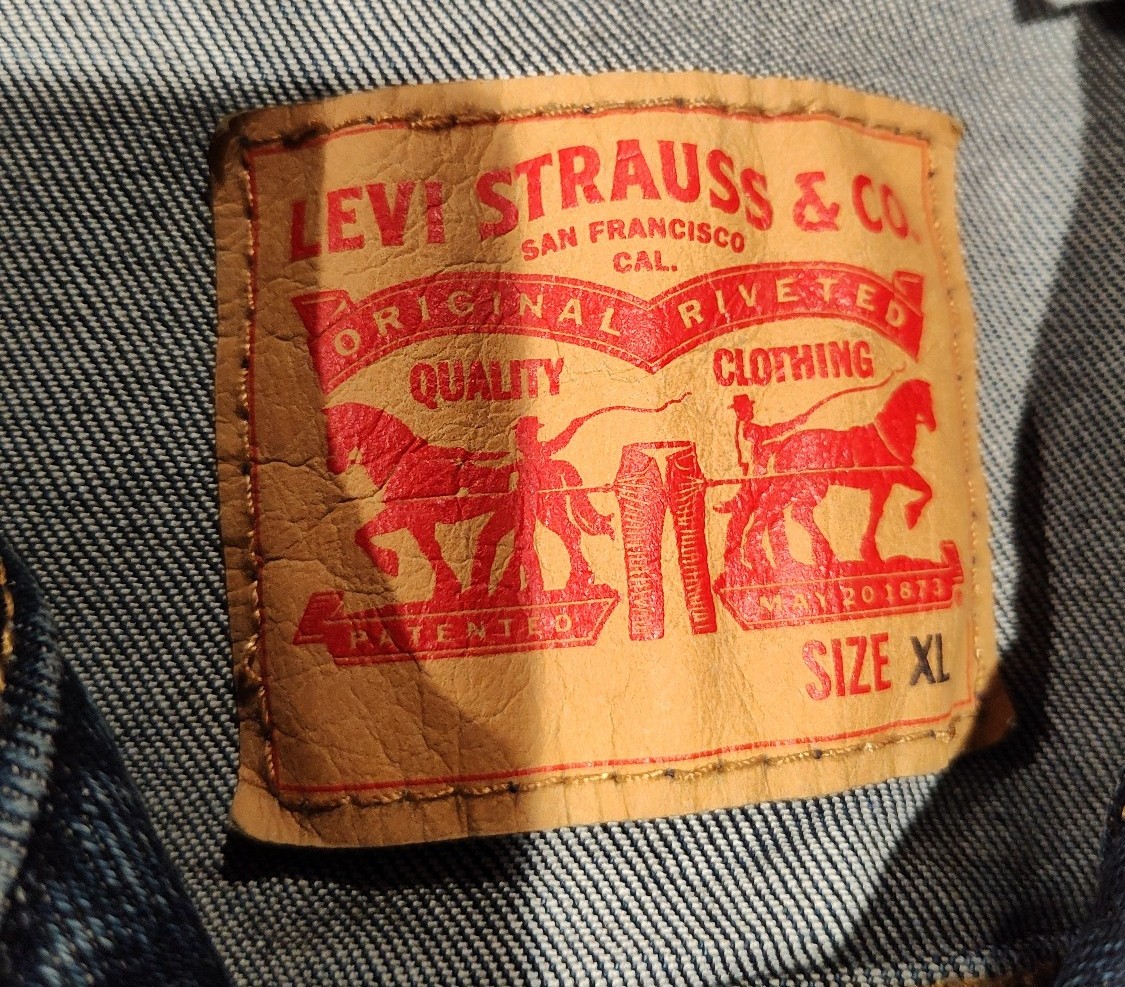 LEVI STRAUSS & CO.
SAN FRANCISCO
CAL.
ORIGINAL RIVETED
QUALITY CLOTHING
PATENTED MAY 20 1873
SIZE XL